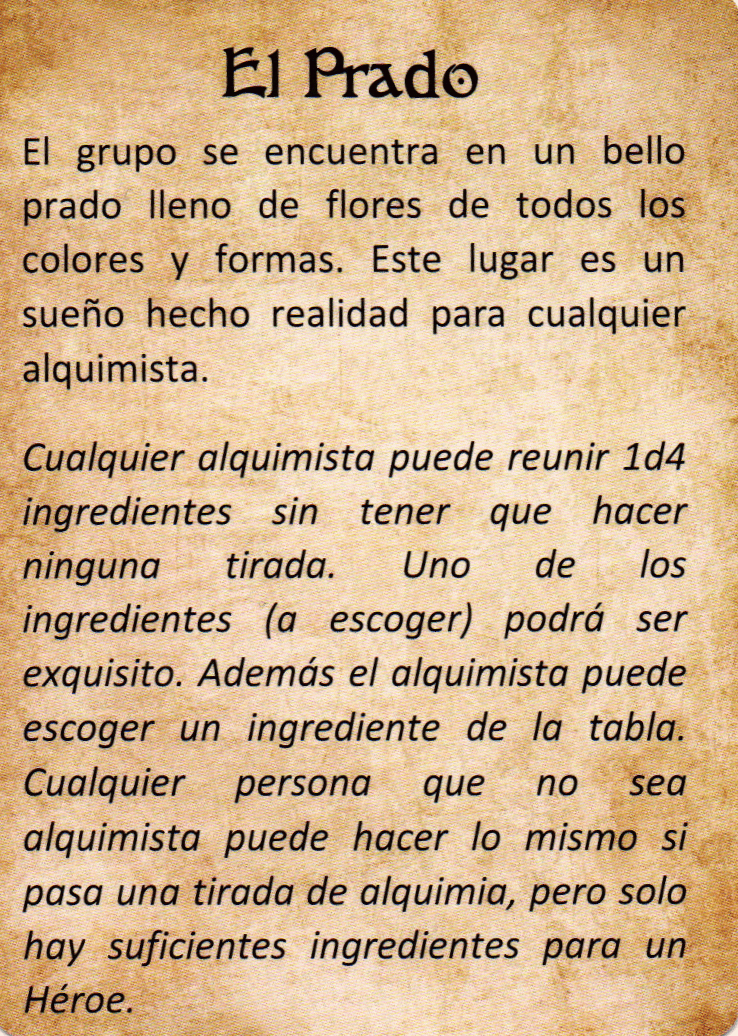 El Prado
El grupo se encuentra en un bello
prado lleno de flores de todos los
colores y formas. Este lugar es un
sueño hecho realidad para cualquier
alquimista.
Cualquier alquimista puede reunir 1d4
ingredientes sin tener que hacer
ninguna tirada. Uno de los
ingredientes (a escoger) podrá ser
exquisito. Además el alquimista puede
escoger un ingrediente de la tabla.
Cualquier persona que no sea
alquimista puede hacer lo mismo si
pasa una tirada de alquimia, pero solo
hay suficientes ingredientes para un
Héroe.